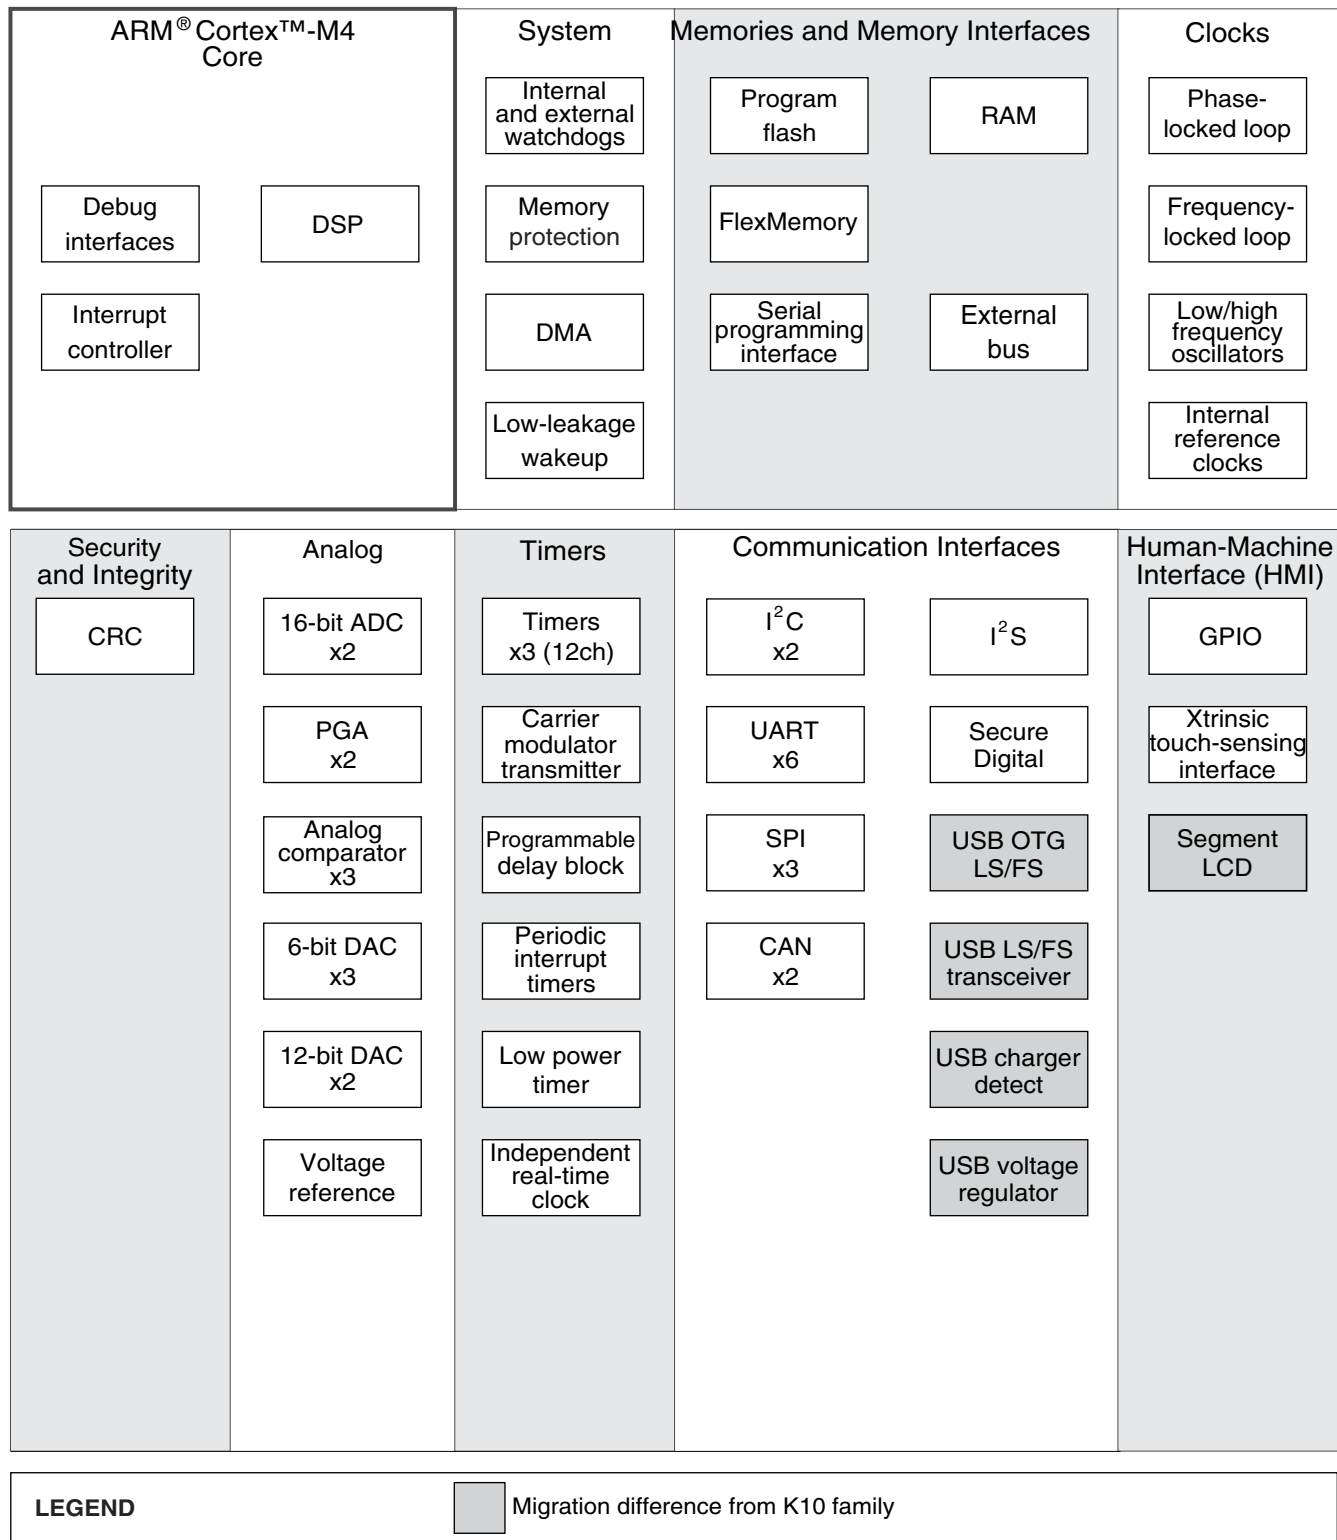 ARM® Cortex™-M4
Core
Debug
interfaces
DSP
Interrupt
controller
System
Internal
and external
watchdogs
Memory
protection
DMA
Low-leakage
wakeup
Memories and Memory Interfaces
Program
flash
RAM
FlexMemory
Serial
programming
interface
External
bus
Clocks
Phase-
locked loop
Frequency-
locked loop
Low/high
frequency
oscillators
Internal
reference
clocks
Security
and Integrity
CRC
Analog
16-bit ADC
x2
PGA
x2
Analog
comparator
x3
6-bit DAC
x3
12-bit DAC
x2
Voltage
reference
Timers
Timers
x3 (12ch)
Carrier
modulator
transmitter
Programmable
delay block
Periodic
interrupt
timers
Low power
timer
Independent
real-time
clock
Communication Interfaces
I²C
x2
I²S
UART
x6
Secure
Digital
SPI
x3
USB OTG
LS/FS
CAN
x2
USB LS/FS
transceiver
USB charger
detect
USB voltage
regulator
Human-Machine
Interface (HMI)
GPIO
Xtrinsic
touch-sensing
interface
Segment
LCD
LEGEND
Migration difference from K10 family